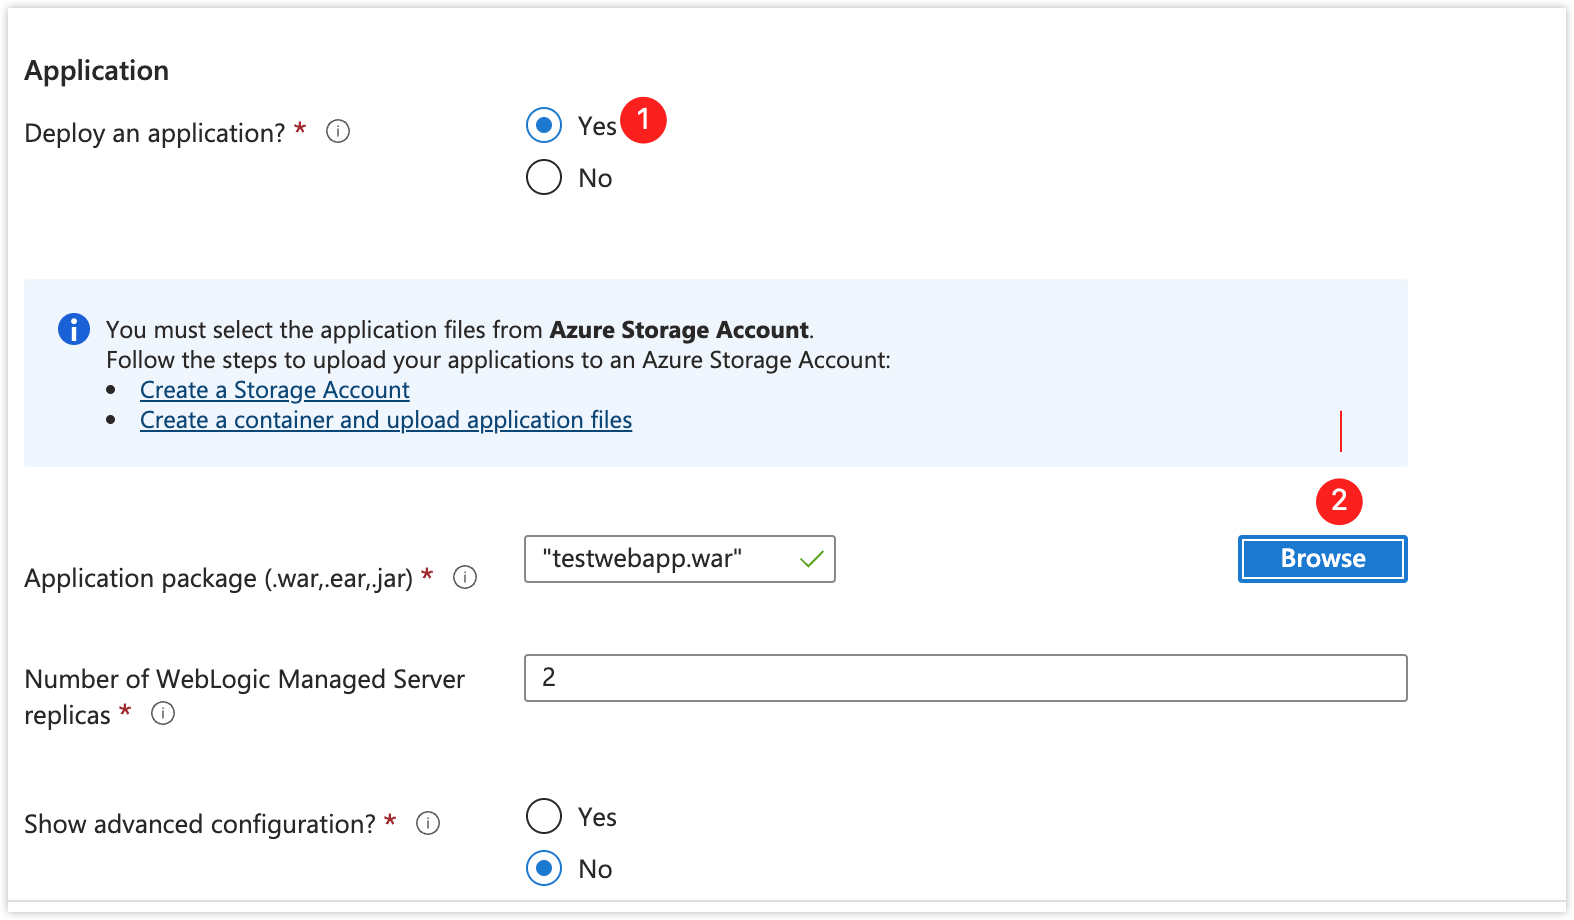 Application
Deploy an application? *
Yes 1
No
You must select the application files from Azure Storage Account.
Follow the steps to upload your applications to an Azure Storage Account:
• Create a Storage Account
• Create a container and upload application files
2
Application package (.war,.ear,.jar) *
"testwebapp.war"
Browse
Number of WebLogic Managed Server
replicas *
2
Show advanced configuration? *
Yes
No